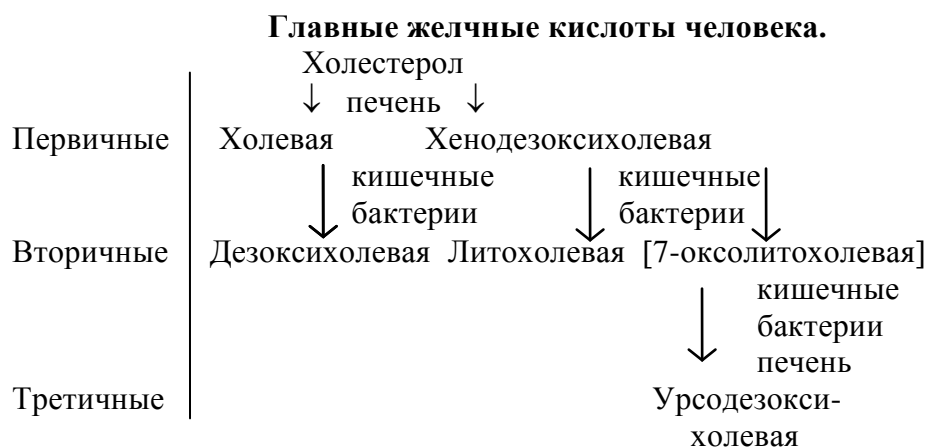 Главные желчные кислоты человека.
Холестерол
↓ печень ↓
Первичные Холевая Хенодезоксихолевая
кишечные кишечные
бактерии бактерии
Вторичные Дезоксихолевая Литохолевая [7-оксолитохолевая]
кишечные
бактерии
печень
Третичные Урсодезокси-
холевая